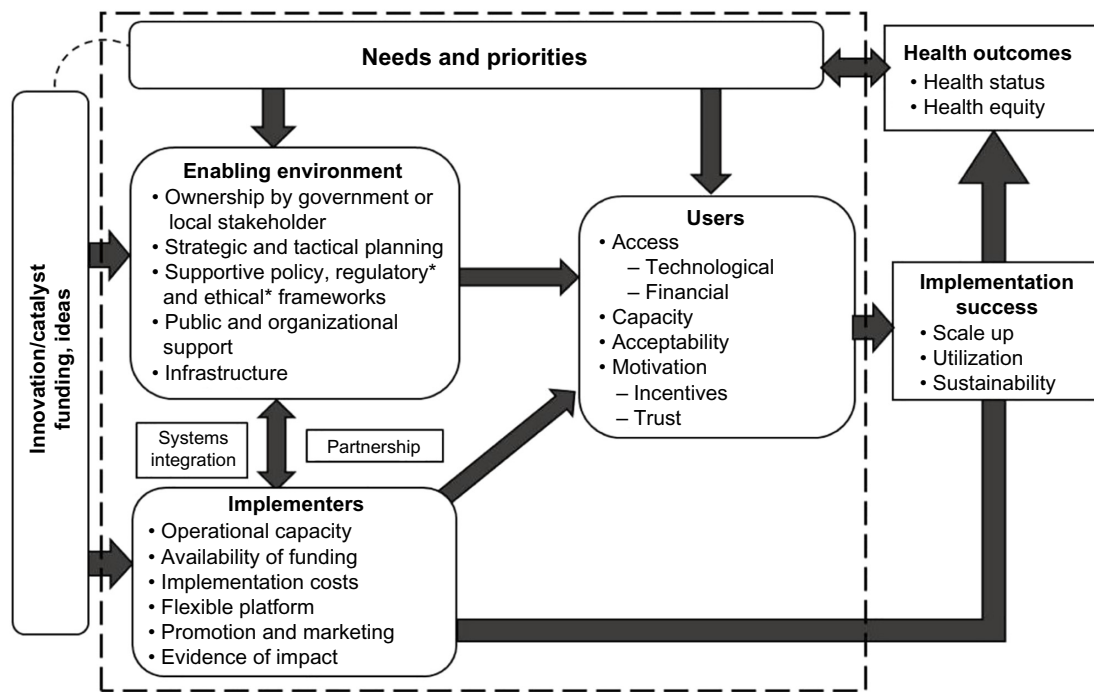 Needs and priorities
Health outcomes
• Health status
• Health equity
Innovation/catalyst
funding, ideas
Enabling environment
• Ownership by government or
local stakeholder
• Strategic and tactical planning
• Supportive policy, regulatory*
and ethical* frameworks
• Public and organizational
support
• Infrastructure
Users
• Access
– Technological
– Financial
• Capacity
• Acceptability
• Motivation
– Incentives
– Trust
Implementation
success
• Scale up
• Utilization
• Sustainability
Systems
integration
Partnership
Implementers
• Operational capacity
• Availability of funding
• Implementation costs
• Flexible platform
• Promotion and marketing
• Evidence of impact